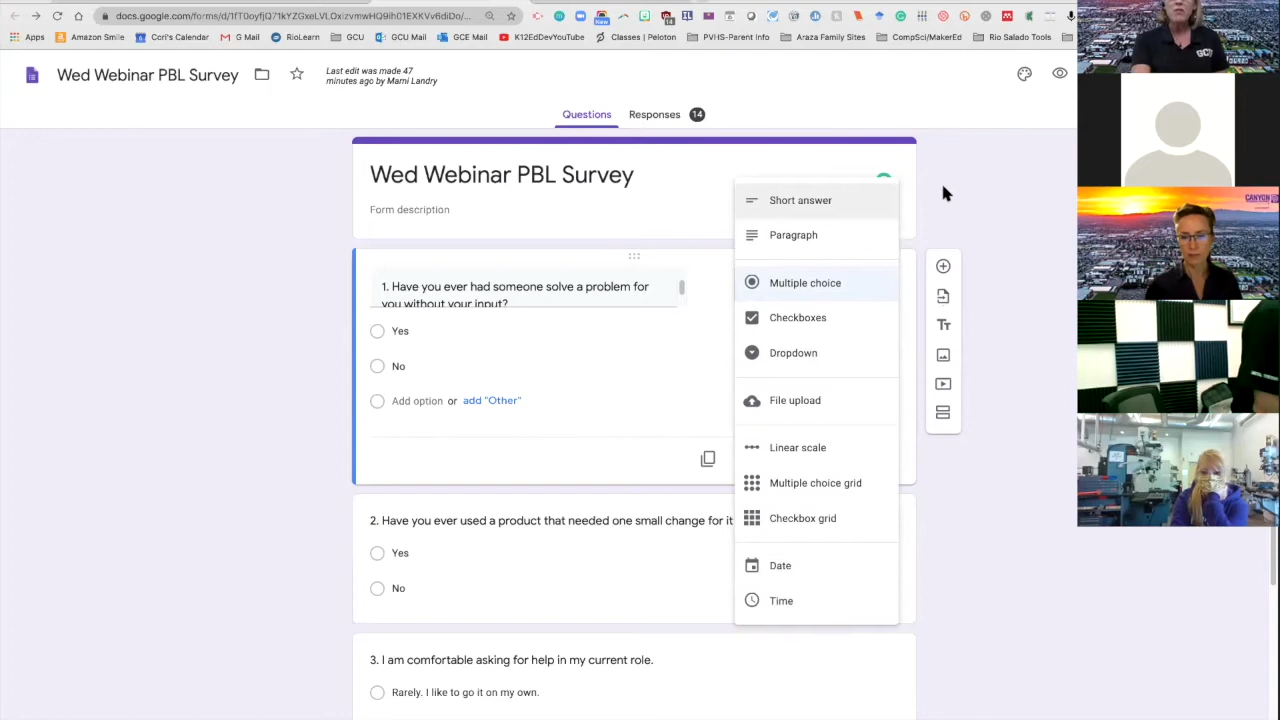 docs.google.com/forms/d/1fT0oyfjQ71kYZGxeLVLOxizvmw
New
14
Apps
Amazon Smile
Ccri's Calendar
G Mail
RioLearn
GCU Mail
GCE Mail
K12EdDevYouTube
Classes | Peloton
PVHS-Parent Info
Araza Family Sites
CompSci/MakerEd
Rio Salado Tools
Wed Webinar PBL Survey
Last edit was made 47
minutes ago by Marni Landry
Questions
Responses
14
Wed Webinar PBL Survey
Form description
1. Have you ever had someone solve a problem for
you without your input?
Yes
No
Add option or add "Other"
Short answer
Paragraph
Multiple choice
Checkboxes
Dropdown
File upload
Linear scale
Multiple choice grid
Checkbox grid
Date
Time
2. Have you ever used a product that needed one small change for it
Yes
No
3. I am comfortable asking for help in my current role.
Rarely. I like to go it on my own.
GCU
CANYON